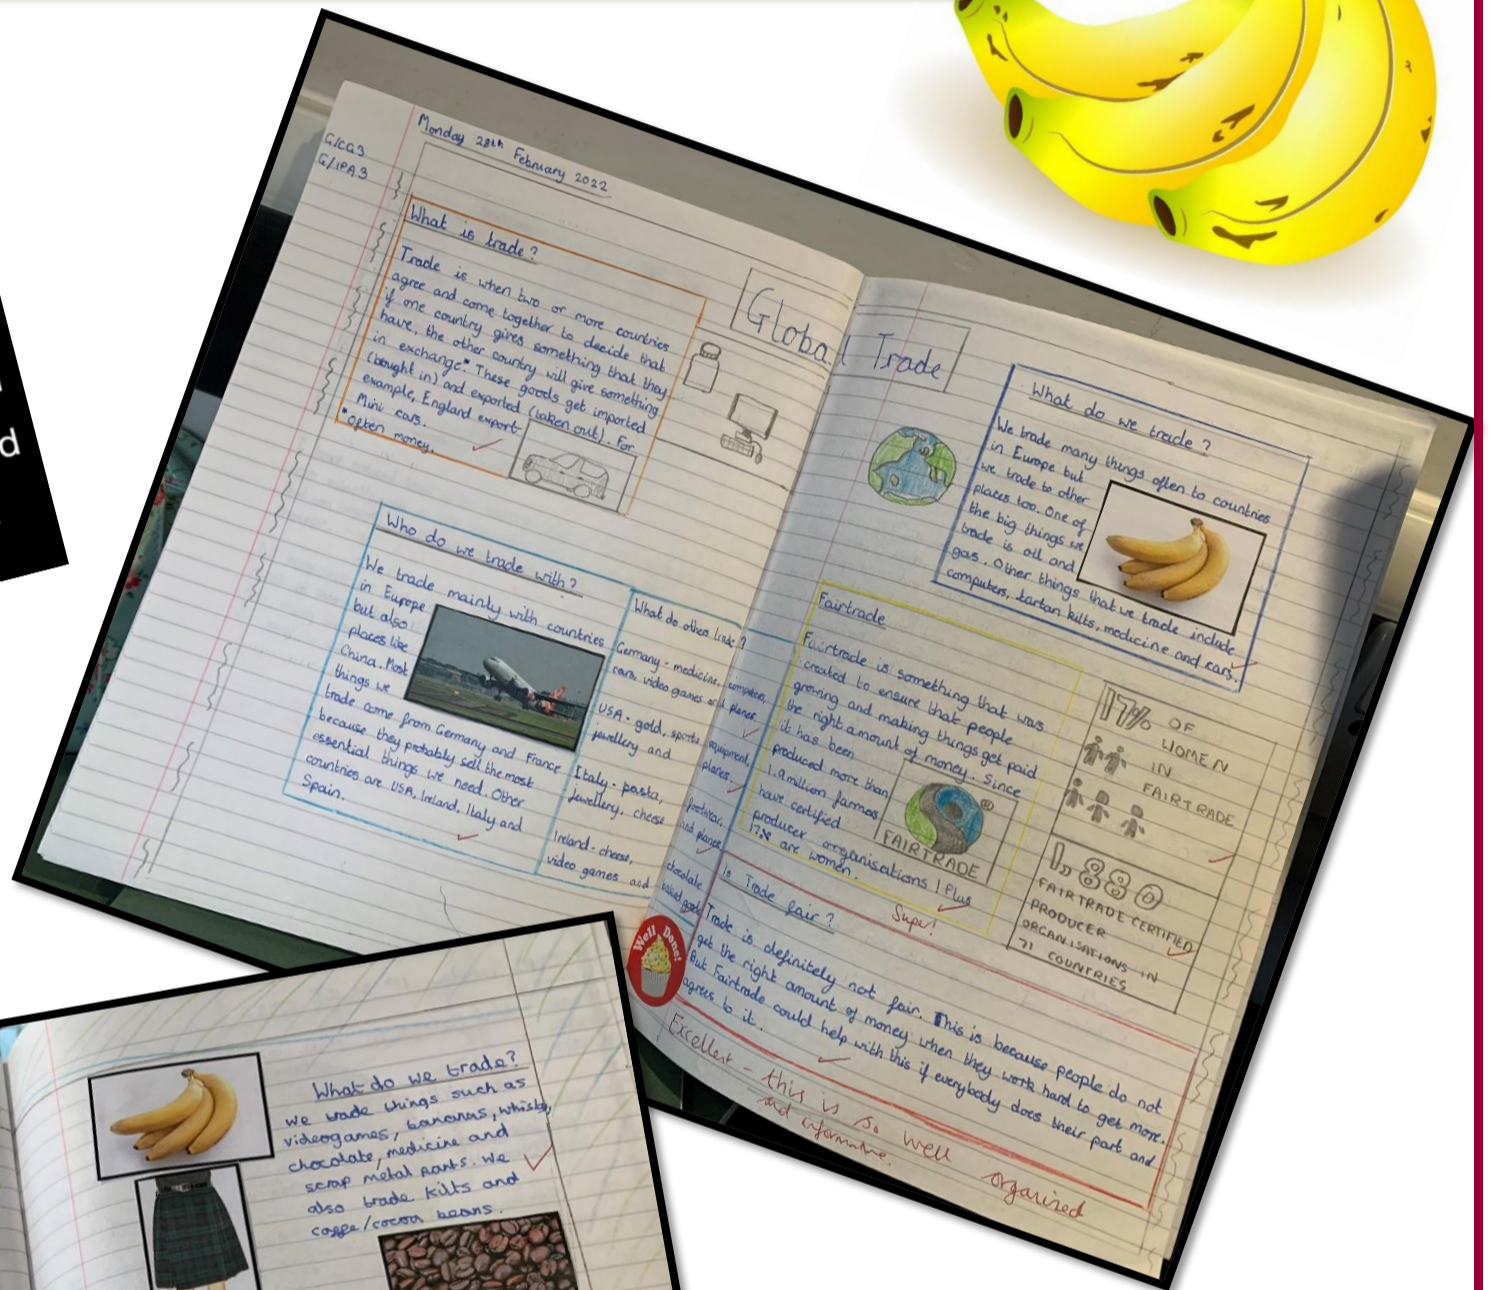 d
G/CG3
G/IPA3
Monday 28th February 2022
Global Trade
What is trade?
Trade is when two or more countries
agree and come together to decide that
if one country gives something that they
have, the other country will give something
in exchange.* These goods get imported
(bought in) and exported (taken out). For
example, England export
Mini cars.
*Often money.
Who do we trade with?
We trade mainly with countries
in Europe
but also
places like
China. Most
things we
trade come from Germany and France
because they probably sell the most
essential things we need. Other
countries are USA, Ireland, Italy and
Spain.
What do others trade?
Germany - medicine, computers,
cars, video games and planes
USA - gold, sports equipment,
jewellery and planes
Italy - pasta, footwear,
jewellery, cheese and planes
Ireland - cheese, chocolate
video games and baked goods
What do we trade?
We trade many things often to countries
in Europe but
we trade to other
places too. One of
the big things we
trade is oil and
gas. Other things that we trade include
computers, tartan kilts, medicine and cars.
Fairtrade
Fairtrade is something that was
created to ensure that people
growing and making things get paid
the right amount of money. Since
it has been
produced more than
1.8 million farmers
have certified
producer organisations! Plus
17% are women.
FAIRTRADE
Super!
17% OF
WOMEN
IN
FAIRTRADE
1,880
FAIRTRADE CERTIFIED
PRODUCER
ORGANISATIONS IN
71 COUNTRIES
Is Trade fair?
Trade is definitely not fair. This is because people do not
get the right amount of money when they work hard to get more.
But Fairtrade could help with this if everybody does their part and
agrees to it.
Well Done!
Excellent - this is so well organised
and informative.
What do we trade?
We trade things such as
videogames, bananas, whisky,
chocolate, medicine and
scrap metal parts. We
also trade kilts and
coffee/cocoa beans.